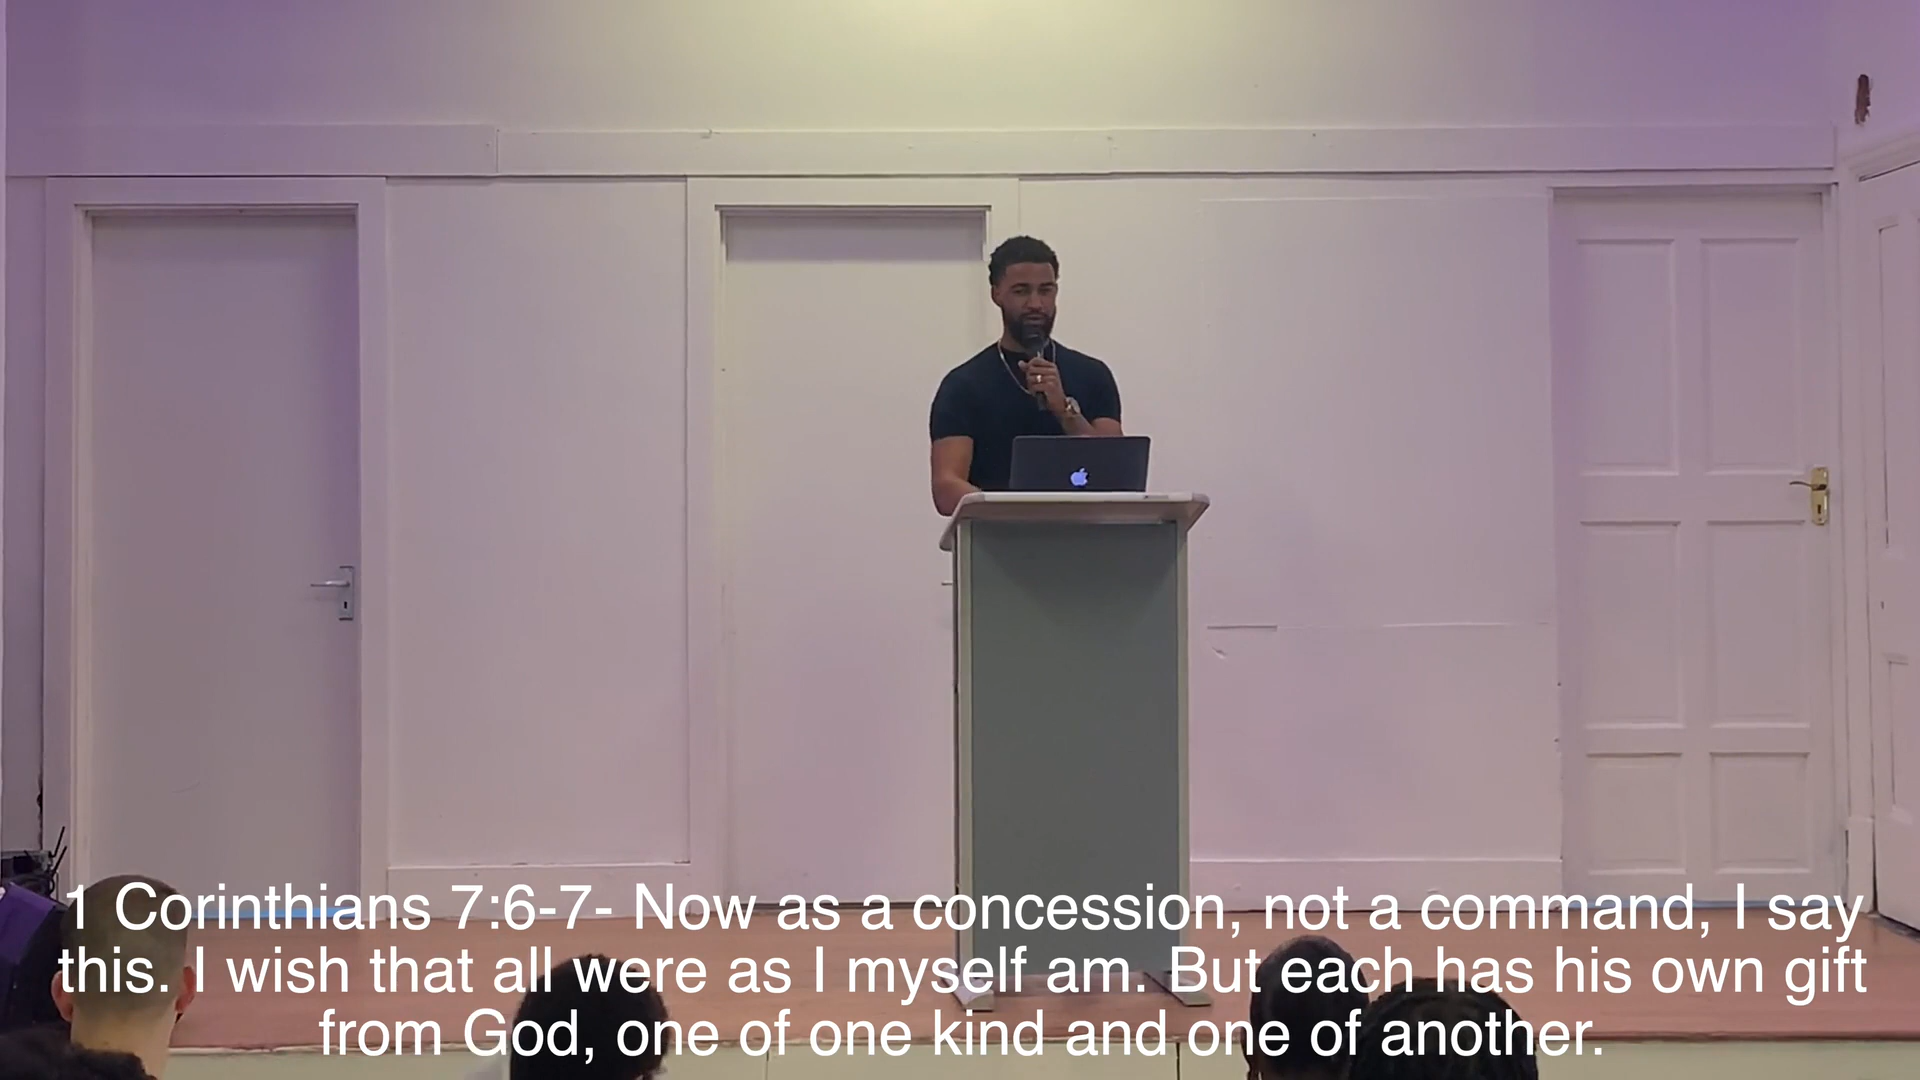 1 Corinthians 7:6-7- Now as a concession, not a command, I say
this. I wish that all were as I myself am. But each has his own gift
from God, one of one kind and one of another.